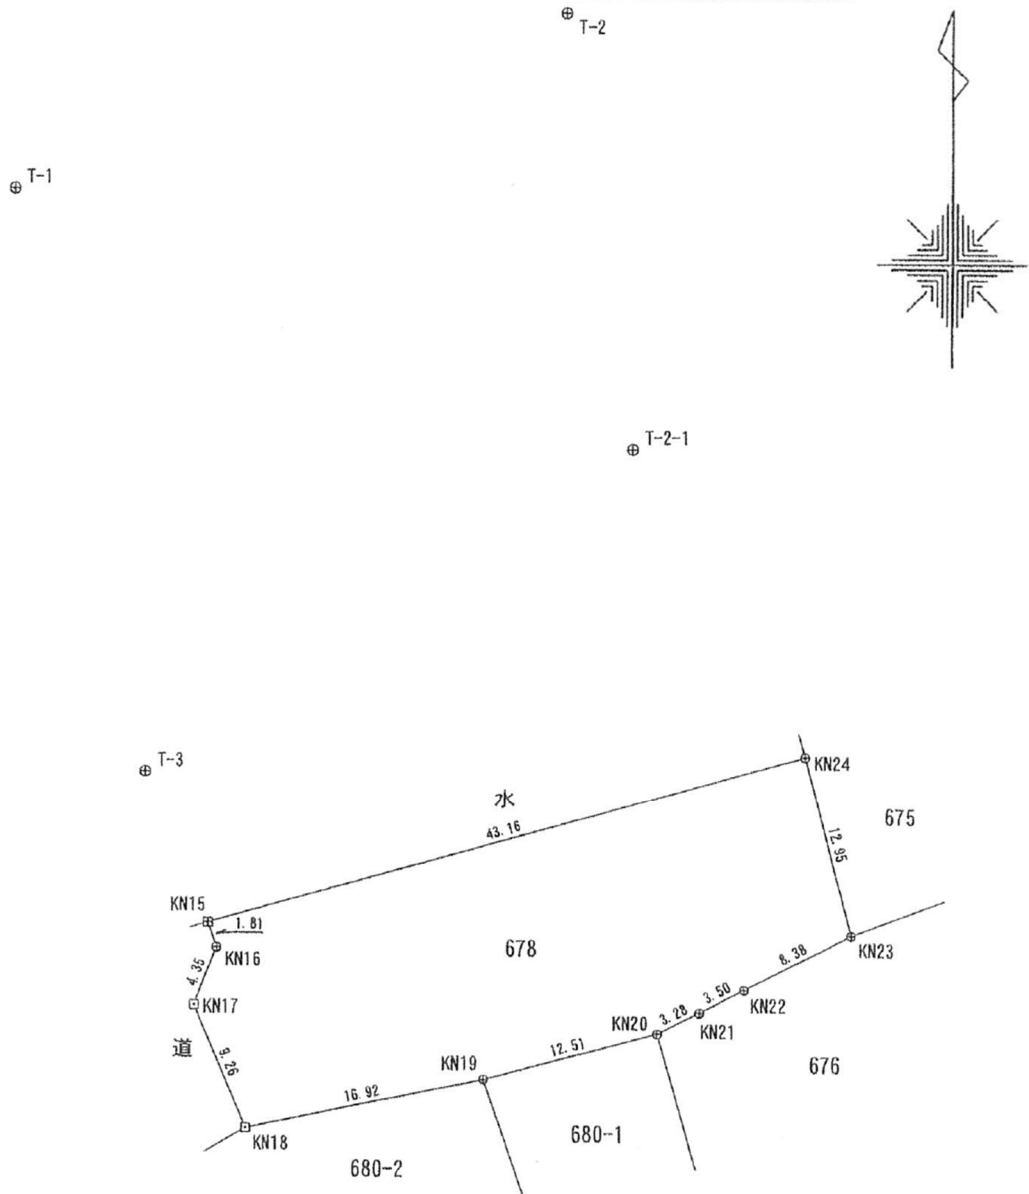 T-2
T-1
T-2-1
T-3
KN24
水
43.16
675
12.95
KN15
1.81
KN16
678
KN23
4.35
8.38
KN17
KN22
3.50
3.28
KN21
KN20
道
12.51
9.26
KN19
676
16.92
KN18
680-1
680-2